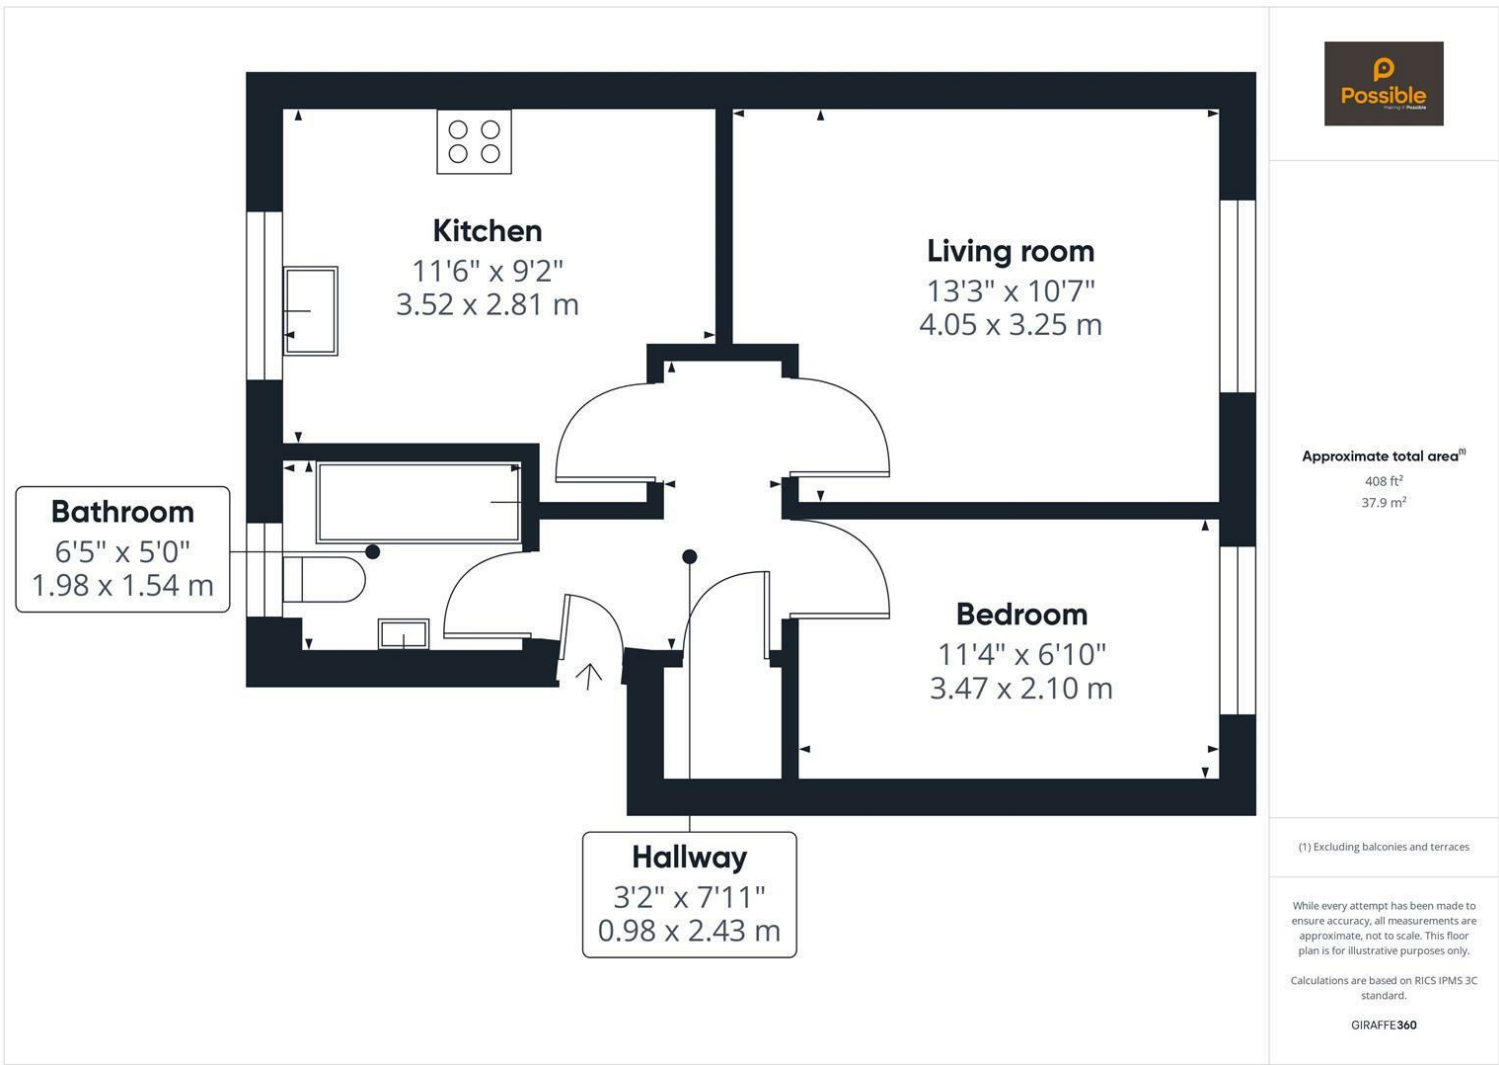 Kitchen
11'6" x 9'2"
3.52 x 2.81 m
Living room
13'3" x 10'7"
4.05 x 3.25 m
Bathroom
6'5" x 5'0"
1.98 x 1.54 m
Bedroom
11'4" x 6'10"
3.47 x 2.10 m
Hallway
3'2" x 7'11"
0.98 x 2.43 m
Possible
Making it Possible
Approximate total area⁽¹⁾
408 ft²
37.9 m²
(1) Excluding balconies and terraces
While every attempt has been made to
ensure accuracy, all measurements are
approximate, not to scale. This floor
plan is for illustrative purposes only.
Calculations are based on RICS IPMS 3C
standard.
GIRAFFE360